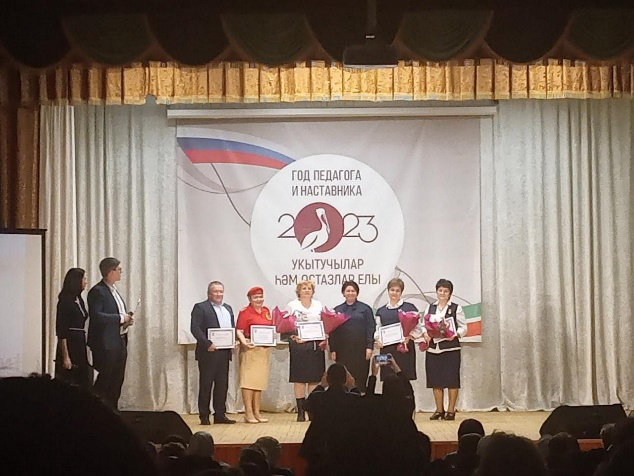 ГОД ПЕДАГОГА
И НАСТАВНИКА
2023
УКЫТУЧЫЛАР
ҺӘМ ОСТАЗЛАР ЕЛЫ